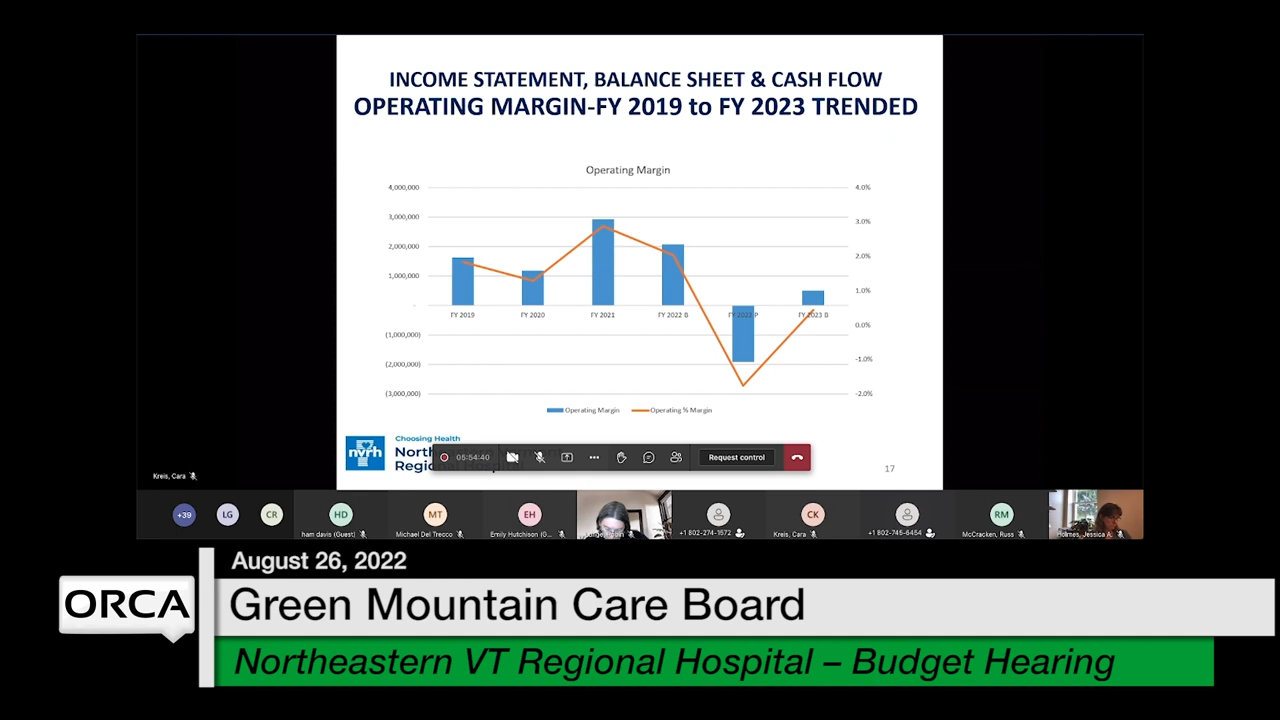 INCOME STATEMENT, BALANCE SHEET & CASH FLOW
OPERATING MARGIN-FY 2019 to FY 2023 TRENDED
Operating Margin
4,000,000
3,000,000
2,000,000
1,000,000
-
(1,000,000)
(2,000,000)
(3,000,000)
4.0%
3.0%
2.0%
1.0%
0.0%
-1.0%
-2.0%
FY 2019 FY 2020 FY 2021 FY 2022 B FY 2022 P FY 2023 B
Operating Margin Operating % Margin
nvrh
Choosing Health
Regional
05:54:40
Request control
17
Kreis, Cara
+39 LG CR HD MT EH CK RM
ham davis (Guest) Michael Del Trecco Emily Hutchison (G... +1 802-274-1572 Kreis, Cara +1 802-745-6454 McCracken, Russ Holmes, Jessica A.
August 26, 2022
ORCA
Green Mountain Care Board
Northeastern VT Regional Hospital – Budget Hearing